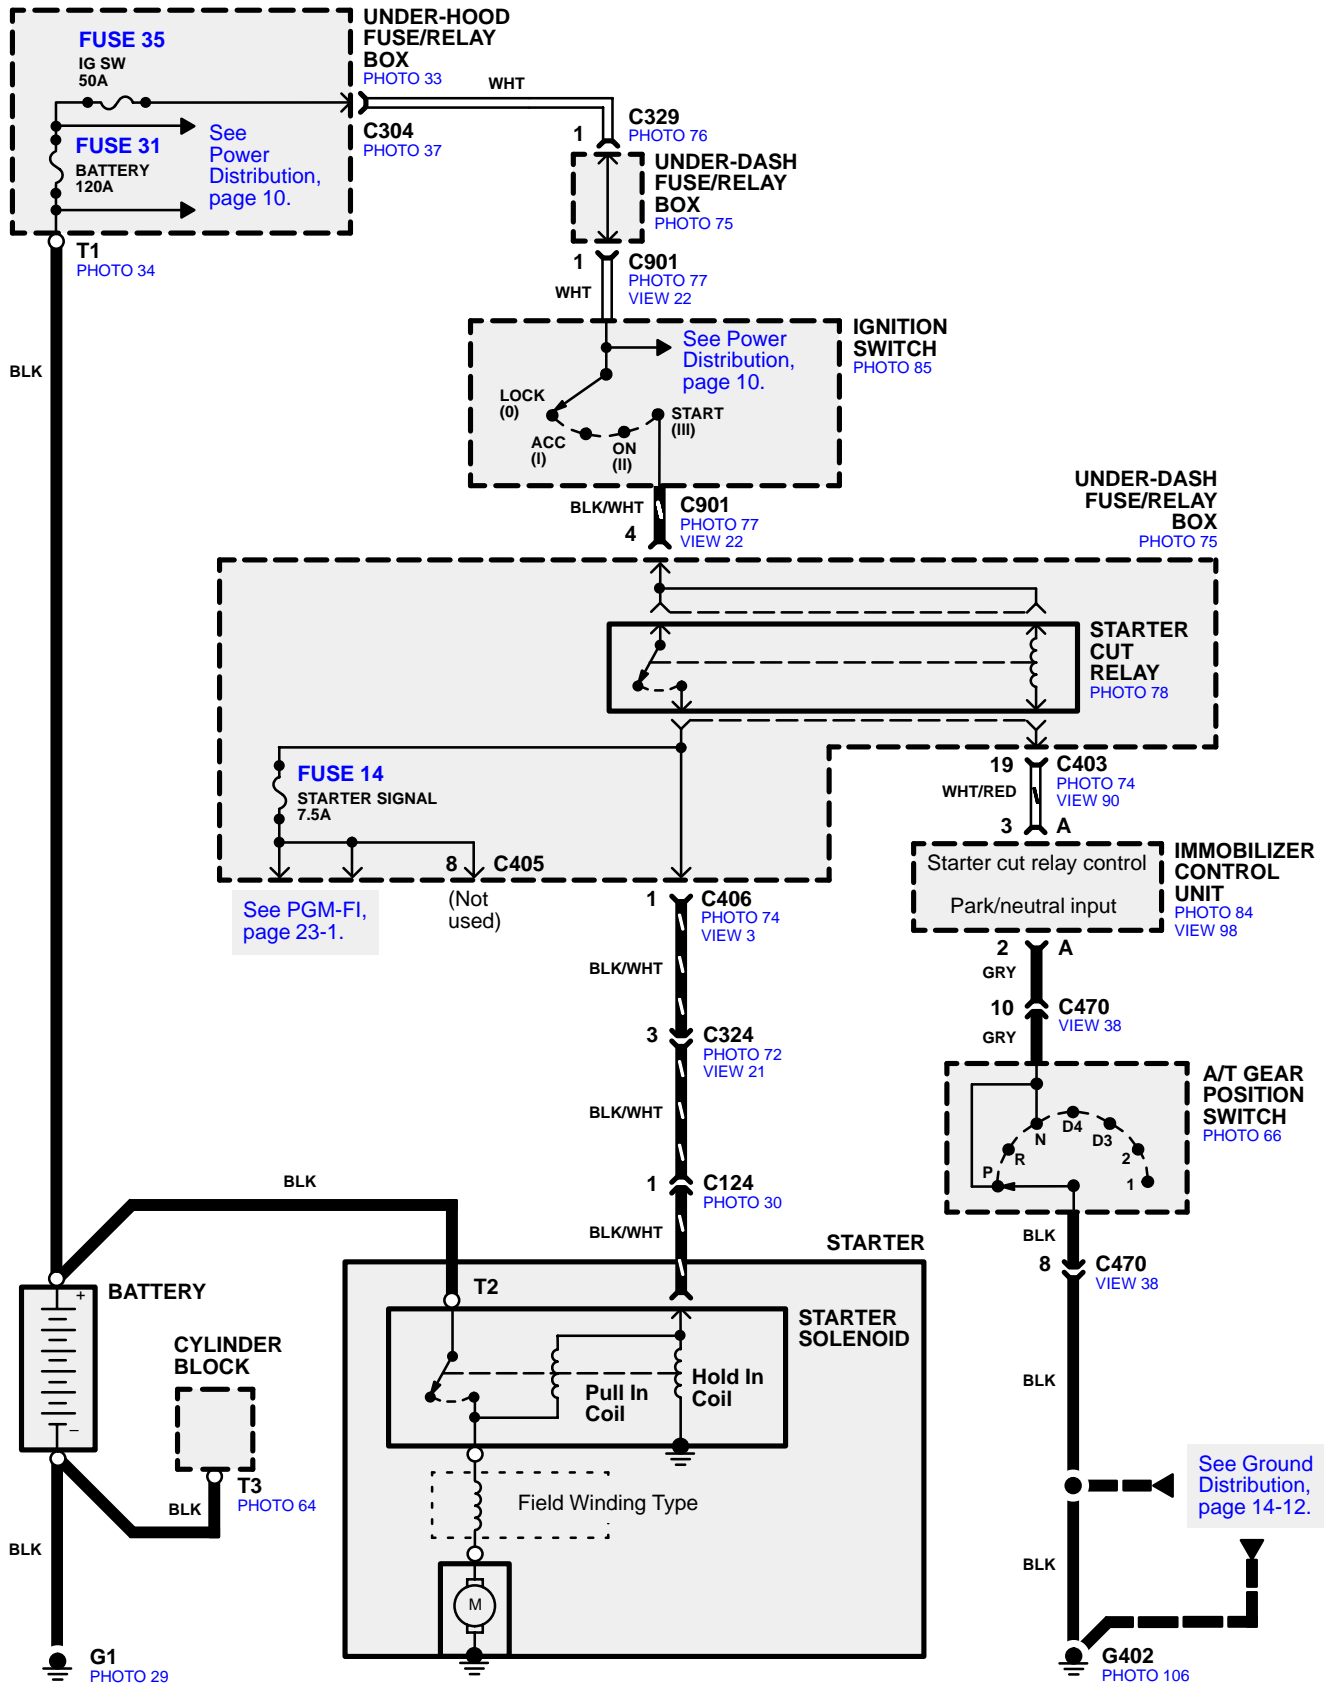 UNDER-HOOD
FUSE/RELAY
BOX
PHOTO 33
FUSE 35
IG SW
50A
WHT
C304
PHOTO 37
FUSE 31
BATTERY
120A
See
Power
Distribution,
page 10.
T1
PHOTO 34
1
C329
PHOTO 76
UNDER-DASH
FUSE/RELAY
BOX
PHOTO 75
1
C901
PHOTO 77
VIEW 22
WHT
IGNITION
SWITCH
PHOTO 85
See Power
Distribution,
page 10.
LOCK
(0)
ACC
(I)
ON
(II)
START
(III)
BLK
BLK/WHT
4
C901
PHOTO 77
VIEW 22
UNDER-DASH
FUSE/RELAY
BOX
PHOTO 75
STARTER
CUT
RELAY
PHOTO 78
FUSE 14
STARTER SIGNAL
7.5A
8
C405
(Not
used)
See PGM-FI,
page 23-1.
19
C403
PHOTO 74
VIEW 90
WHT/RED
3
A
IMMOBILIZER
CONTROL
UNIT
PHOTO 84
VIEW 98
Starter cut relay control
Park/neutral input
2
A
GRY
10
C470
VIEW 38
GRY
1
C406
PHOTO 74
VIEW 3
BLK/WHT
3
C324
PHOTO 72
VIEW 21
BLK/WHT
1
C124
PHOTO 30
BLK/WHT
A/T GEAR
POSITION
SWITCH
PHOTO 66
P
R
N
D4
D3
2
1
BLK
8
C470
VIEW 38
BLK
BLK
STARTER
T2
STARTER
SOLENOID
Pull In
Coil
Hold In
Coil
Field Winding Type
M
BATTERY
+
–
CYLINDER
BLOCK
T3
PHOTO 64
BLK
BLK
G1
PHOTO 29
See Ground
Distribution,
page 14-12.
BLK
G402
PHOTO 106